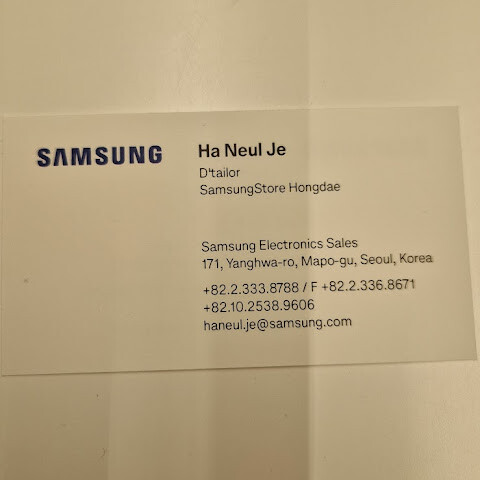 SAMSUNG
Ha Neul Je
D'tailor
SamsungStore Hongdae
Samsung Electronics Sales
171, Yanghwa-ro, Mapo-gu, Seoul, Korea
+82.2.333.8788 / F +82.2.336.8671
+82.10.2538.9606
haneul.je@samsung.com